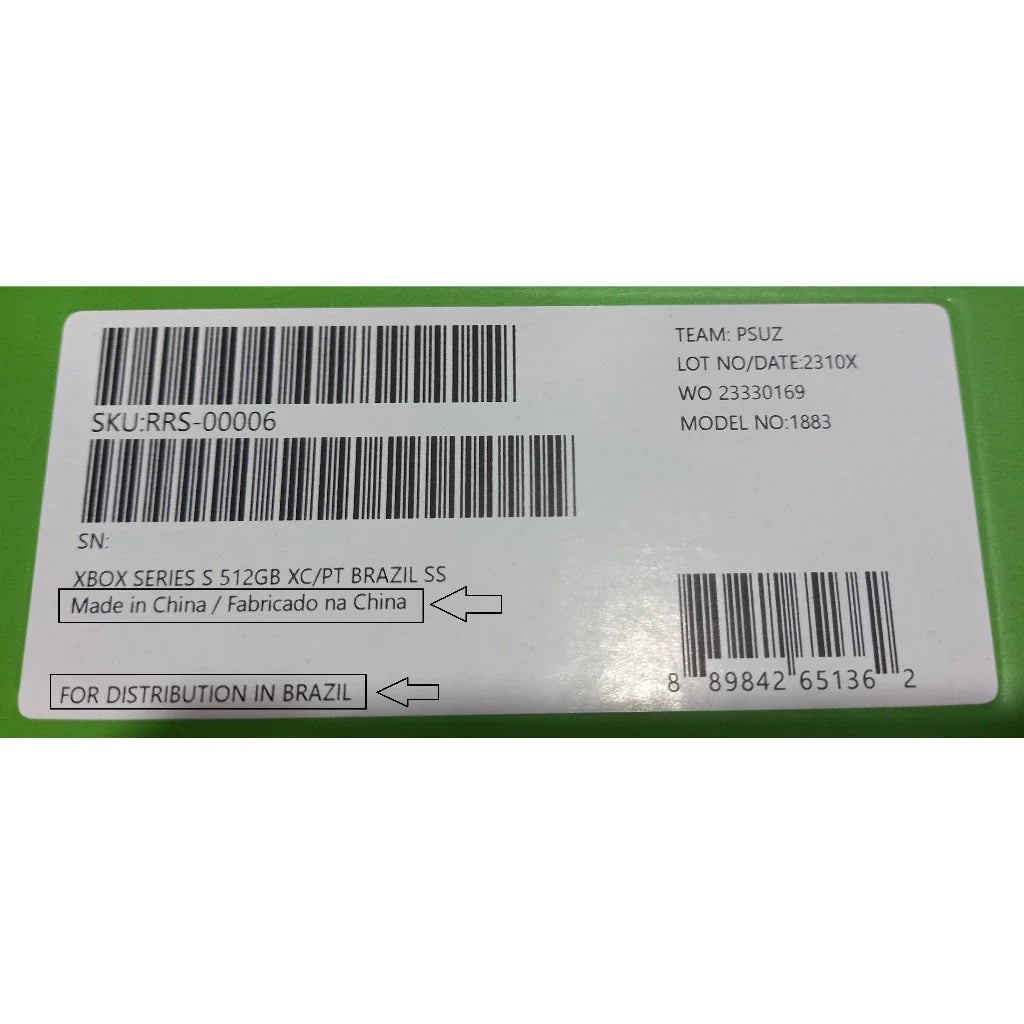 SKU:RRS-00006
SN:
XBOX SERIES S 512GB XC/PT BRAZIL SS
Made in China / Fabricado na China
FOR DISTRIBUTION IN BRAZIL
TEAM: PSUZ
LOT NO/DATE:2310X
WO 23330169
MODEL NO:1883
8 89842 65136 2